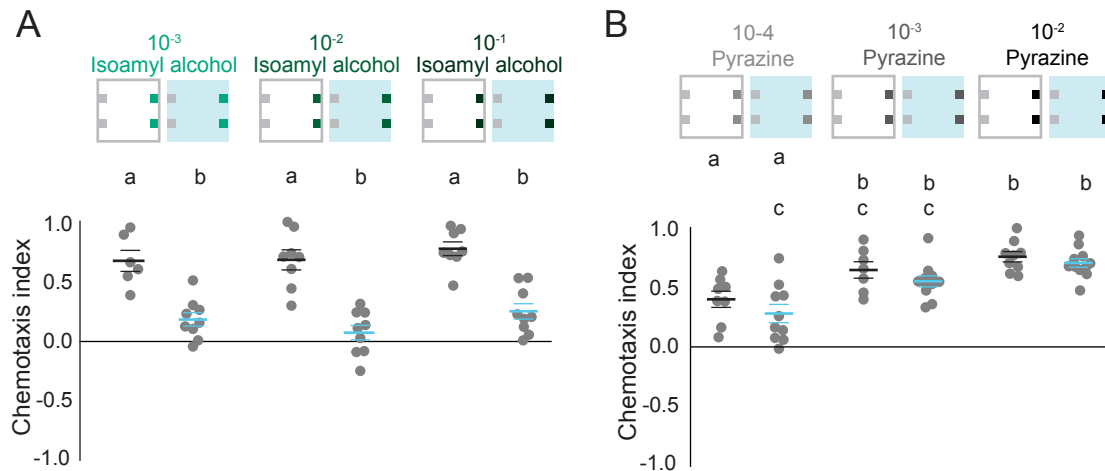 A
10-3
Isoamyl alcohol
10-2
Isoamyl alcohol
10-1
Isoamyl alcohol
a
b
a
b
a
b
1.0
0.5
0.0
-0.5
-1.0
Chemotaxis index
B
10-4
Pyrazine
10-3
Pyrazine
10-2
Pyrazine
a
a
c
b
c
b
c
b
b
1.0
0.5
0.0
-0.5
-1.0
Chemotaxis index